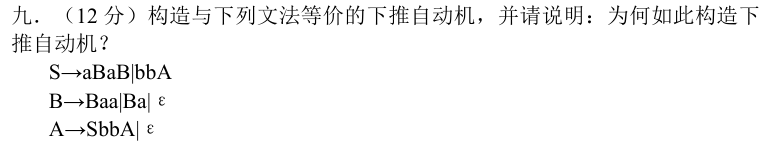 九．（12 分）构造与下列文法等价的下推自动机，并请说明：为何如此构造下
推自动机？
S→aBaB|bbA
B→Baa|Ba| ε
A→SbbA| ε